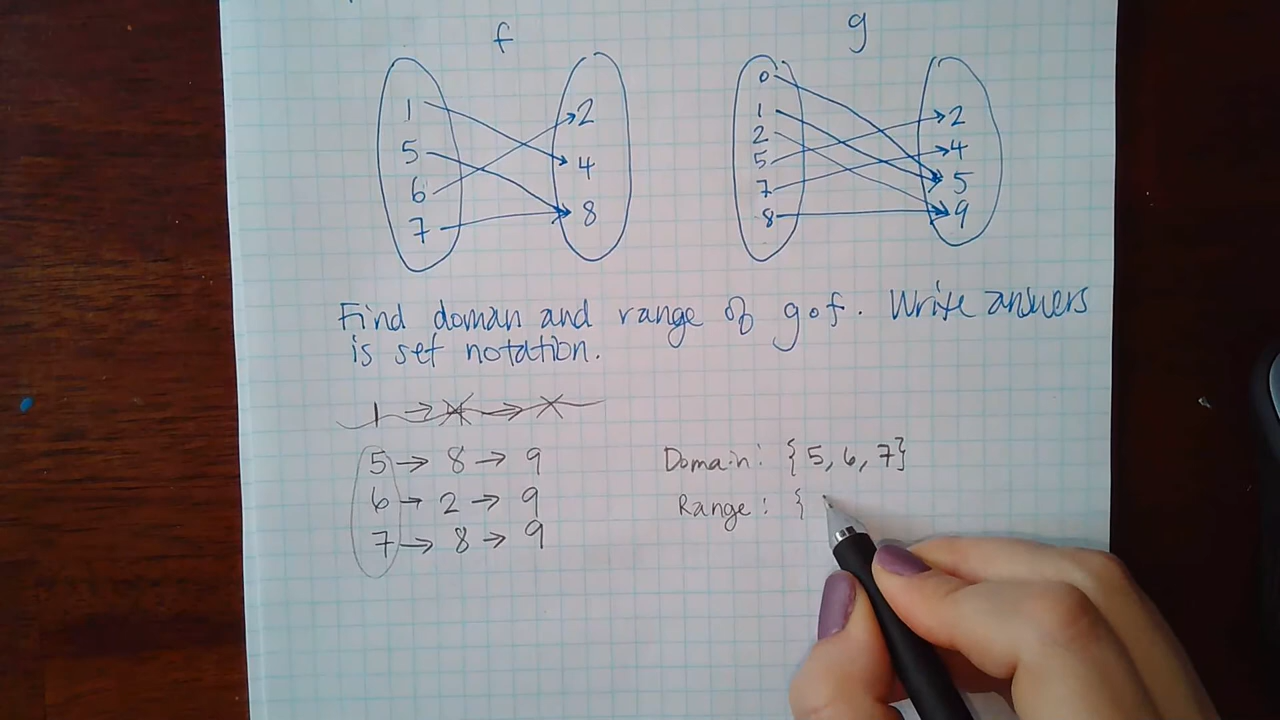 f g
1 2
5 4
6 8
7
0
1 2
2 4
5 5
7 9
8
Find doman and range of g∘f. Write answers
is set notation.
1 → 4 → X
5 → 8 → 9
6 → 2 → 9
7 → 8 → 9
Domain: {5, 6, 7}
Range: {